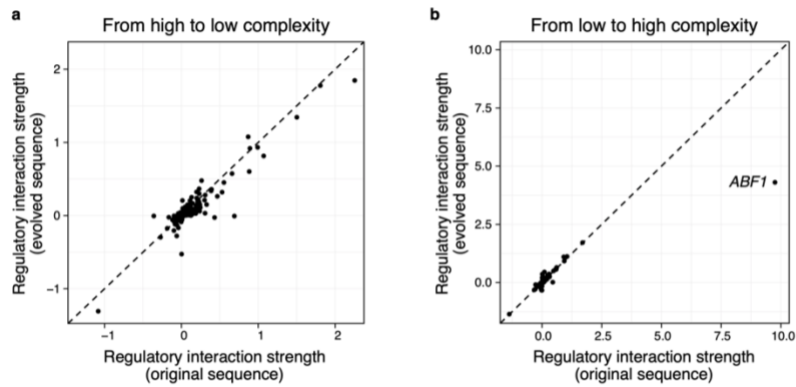 a
From high to low complexity
Regulatory interaction strength
(evolved sequence)
2
1
0
−1
−1
0
1
2
Regulatory interaction strength
(original sequence)
b
From low to high complexity
Regulatory interaction strength
(evolved sequence)
10.0
7.5
5.0
2.5
0.0
ABF1
0.0
2.5
5.0
7.5
10.0
Regulatory interaction strength
(original sequence)